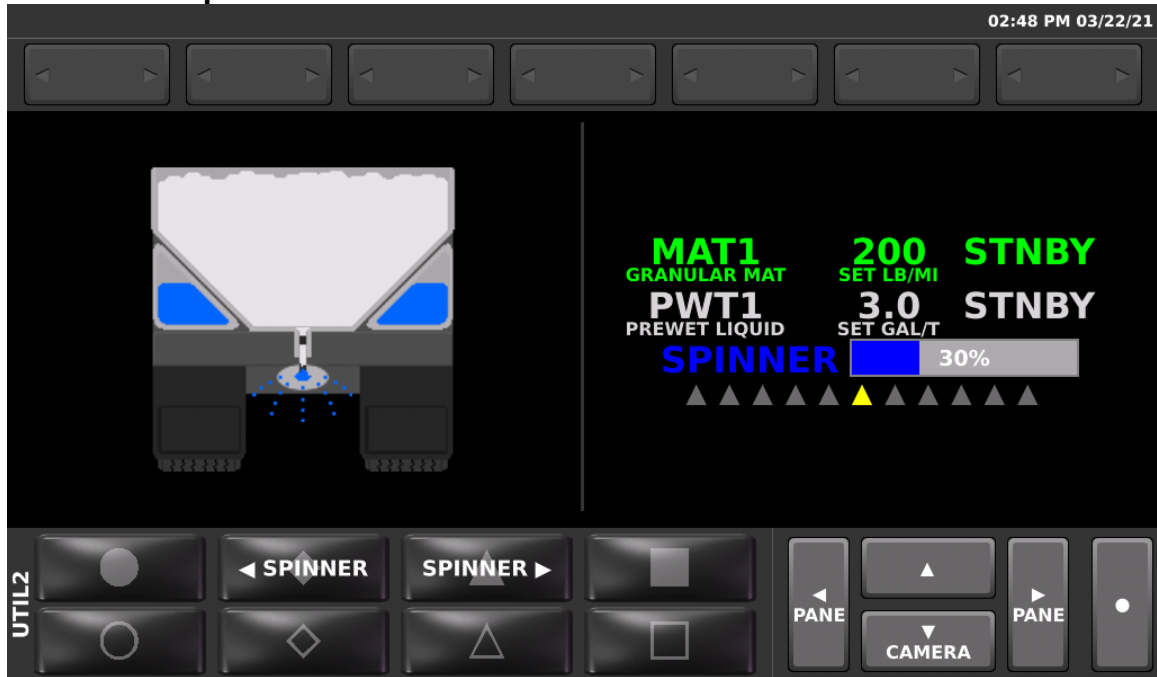 02:48 PM 03/22/21
MAT1 200 STNBY
GRANULAR MAT SET LB/MI
PWT1 3.0 STNBY
PREWET LIQUID SET GAL/T
SPINNER 30%
UTIL2
◀ SPINNER SPINNER ▶
◀ PANE
▲
▼ CAMERA
▶ PANE